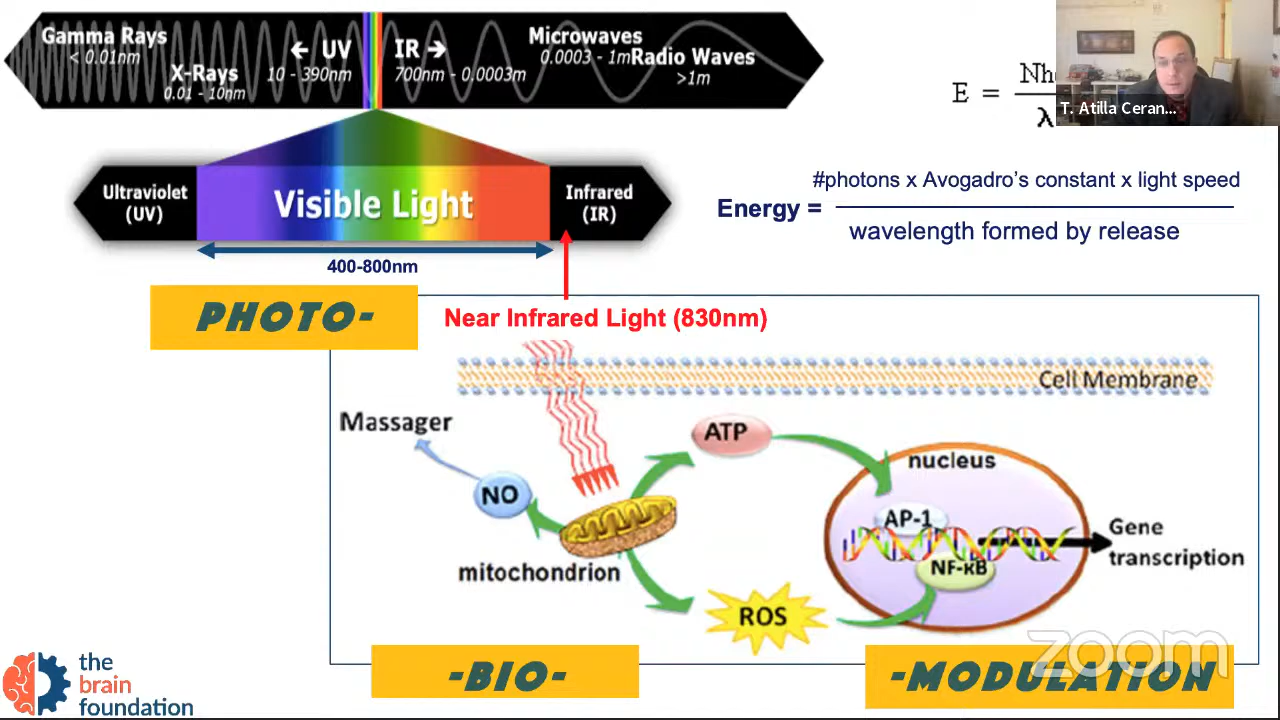 Gamma Rays
< 0.01nm
X-Rays
0.01 - 10nm
← UV
10 - 390nm
IR →
700nm - 0.0003m
Microwaves
0.0003 - 1m
Radio Waves
>1m
Ultraviolet
(UV)
Visible Light
Infrared
(IR)
400-800nm
E = Nh
λ
T. Atilla Ceran...
Energy =
#photons x Avogadro's constant x light speed
wavelength formed by release
PHOTO-
Near Infrared Light (830nm)
Cell Membrane
Massager
ATP
nucleus
NO
AP-1
Gene
transcription
NF-κB
mitochondrion
ROS
zoom
-BIO-
-MODULATION
the
brain
foundation